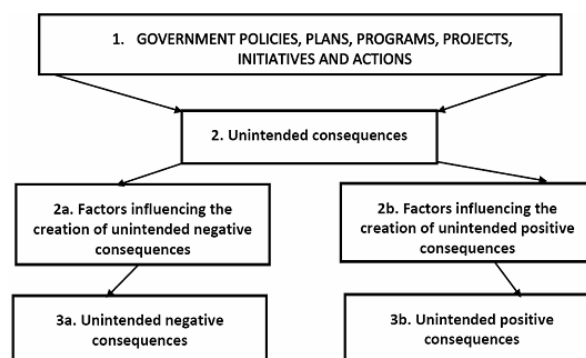 1. GOVERNMENT POLICIES, PLANS, PROGRAMS, PROJECTS,
INITIATIVES AND ACTIONS
2. Unintended consequences
2a. Factors influencing the
creation of unintended negative
consequences
2b. Factors influencing the
creation of unintended positive
consequences
3a. Unintended negative
consequences
3b. Unintended positive
consequences